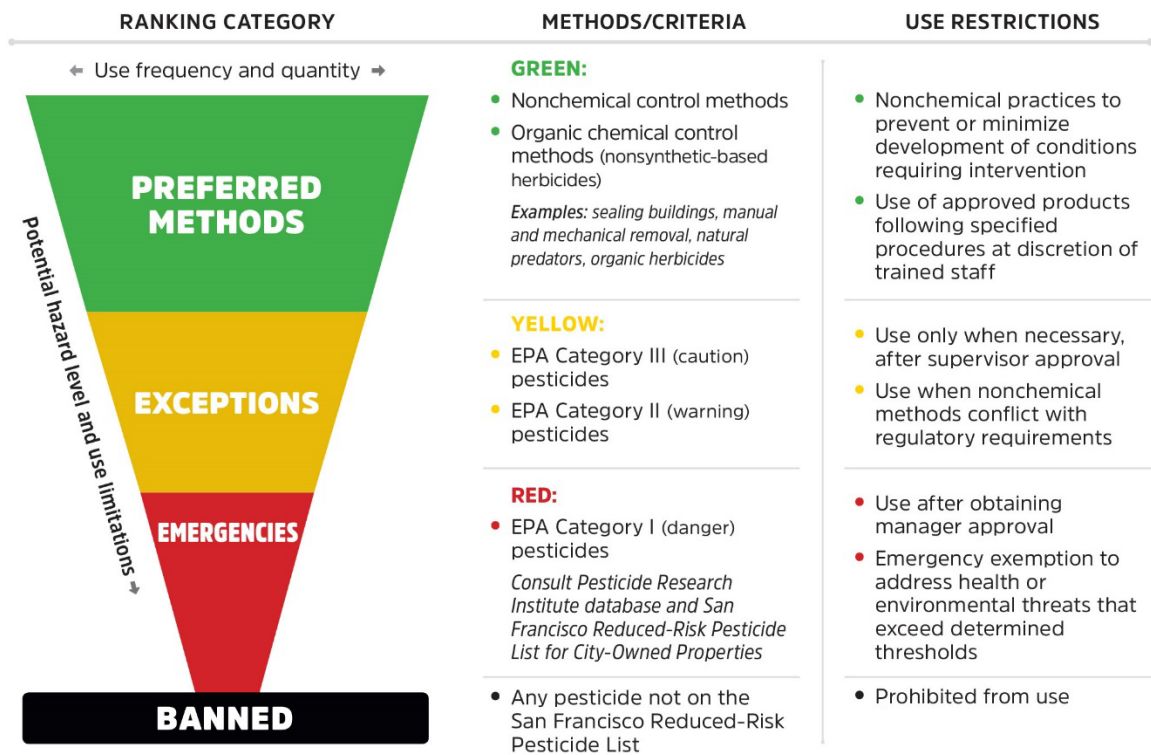 RANKING CATEGORY
METHODS/CRITERIA
USE RESTRICTIONS
← Use frequency and quantity →
Potential hazard level and use limitations →
PREFERRED
METHODS
GREEN:
• Nonchemical control methods
• Organic chemical control
methods (nonsynthetic-based
herbicides)
Examples: sealing buildings, manual
and mechanical removal, natural
predators, organic herbicides
• Nonchemical practices to
prevent or minimize
development of conditions
requiring intervention
• Use of approved products
following specified
procedures at discretion of
trained staff
EXCEPTIONS
YELLOW:
• EPA Category III (caution)
pesticides
• EPA Category II (warning)
pesticides
• Use only when necessary,
after supervisor approval
• Use when nonchemical
methods conflict with
regulatory requirements
EMERGENCIES
RED:
• EPA Category I (danger)
pesticides
Consult Pesticide Research
Institute database and San
Francisco Reduced-Risk Pesticide
List for City-Owned Properties
• Use after obtaining
manager approval
• Emergency exemption to
address health or
environmental threats that
exceed determined
thresholds
BANNED
• Any pesticide not on the
San Francisco Reduced-Risk
Pesticide List
• Prohibited from use